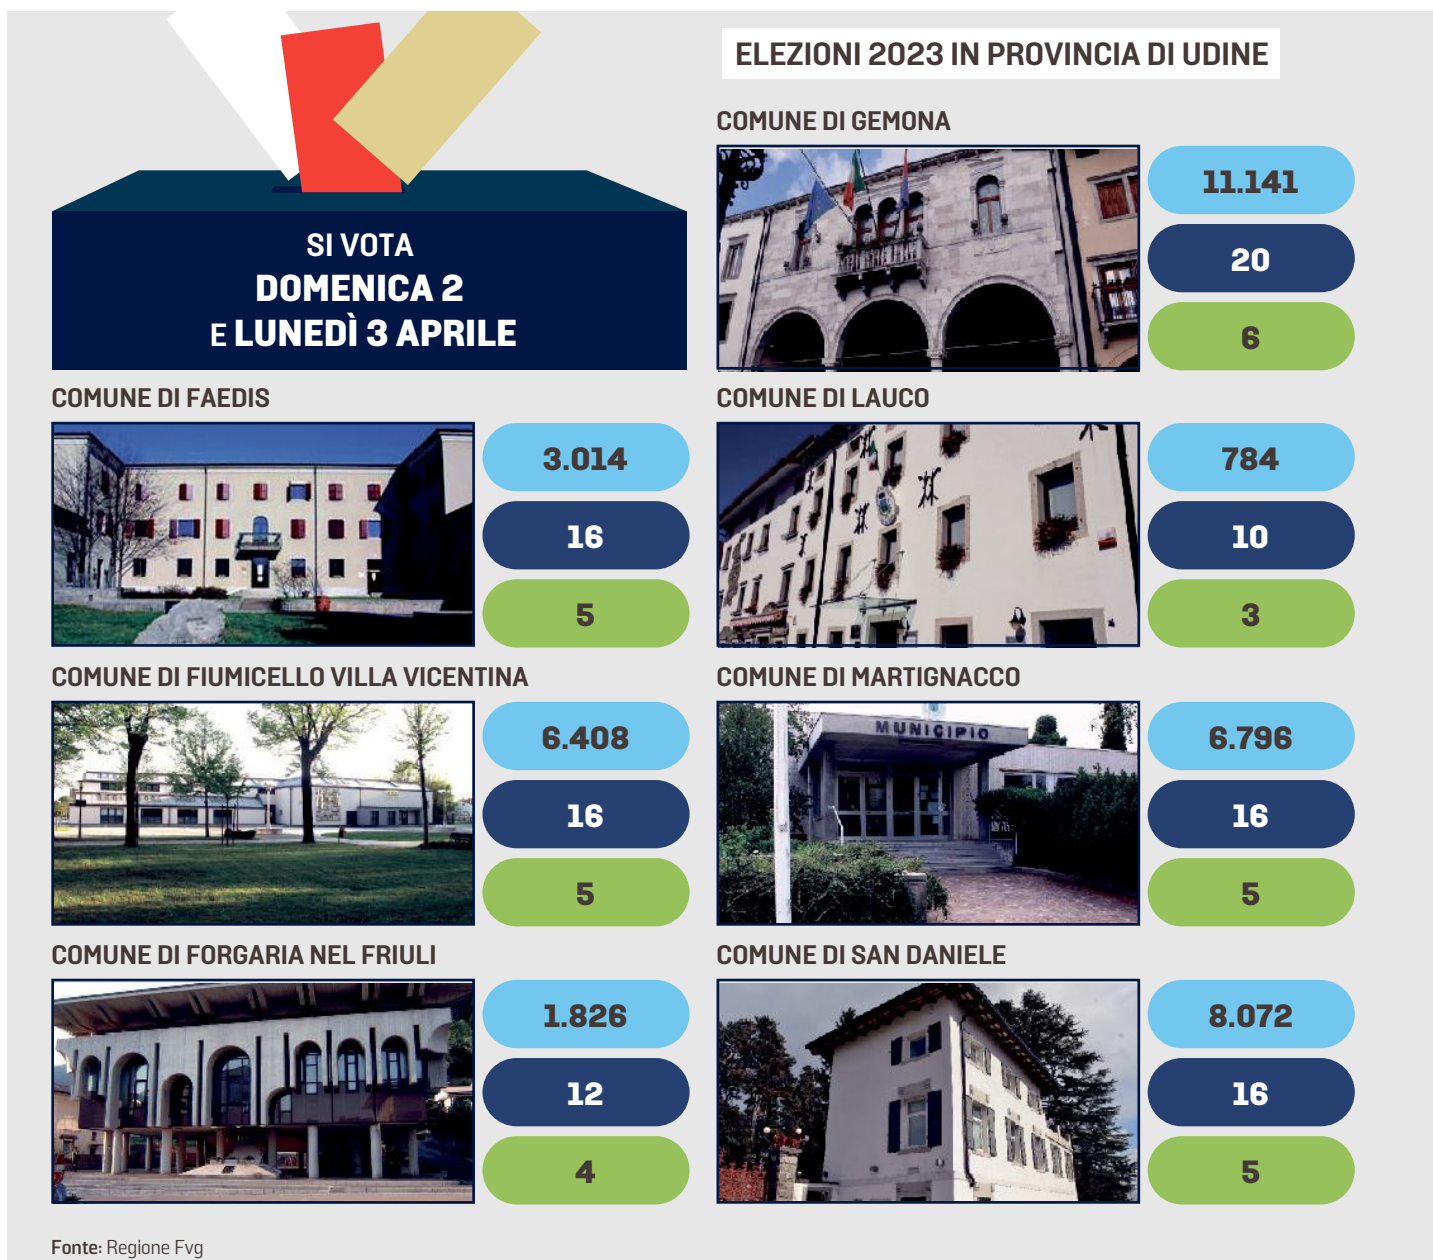 ELEZIONI 2023 IN PROVINCIA DI UDINE
SI VOTA
DOMENICA 2
E LUNEDÌ 3 APRILE
COMUNE DI GEMONA
11.141
20
6
COMUNE DI FAEDIS
3.014
16
5
COMUNE DI LAUCO
784
10
3
COMUNE DI FIUMICELLO VILLA VICENTINA
6.408
16
5
COMUNE DI MARTIGNACCO
MUNICIPIO
6.796
16
5
COMUNE DI FORGARIA NEL FRIULI
1.826
12
4
COMUNE DI SAN DANIELE
8.072
16
5
Fonte: Regione Fvg